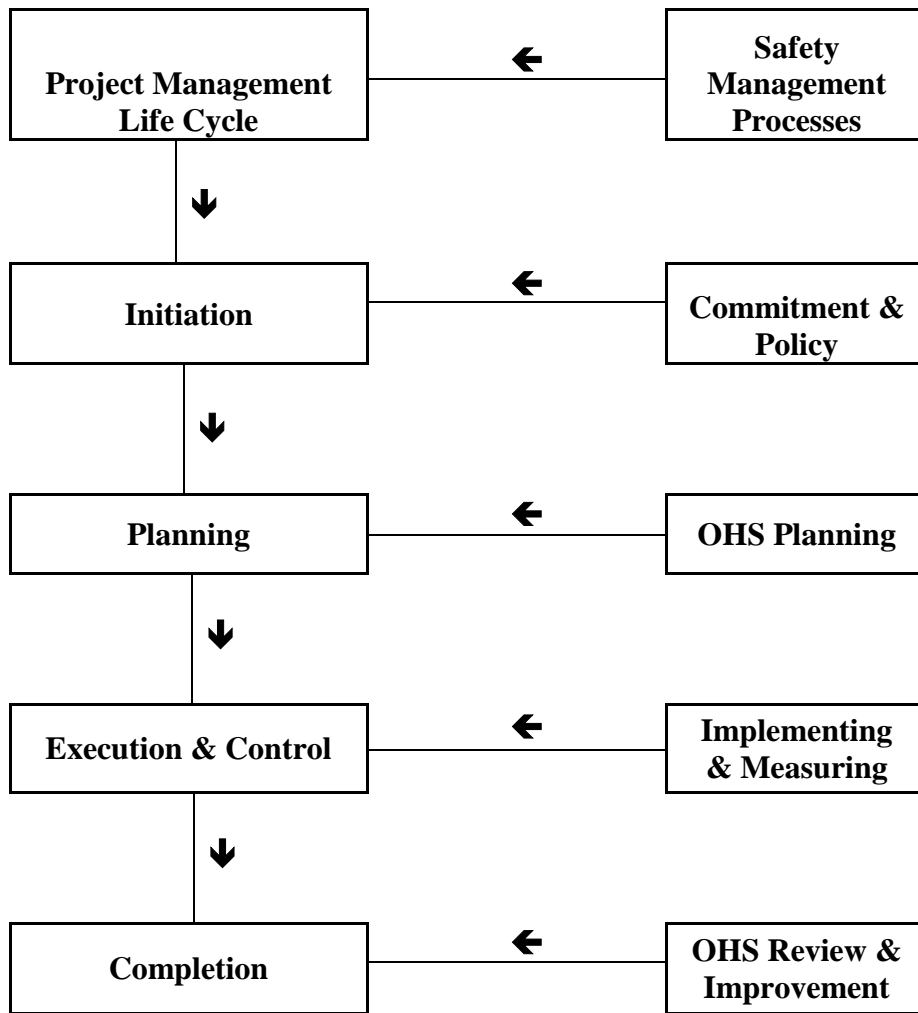 Project Management
Life Cycle
Safety
Management
Processes
Initiation
Commitment &
Policy
Planning
OHS Planning
Execution & Control
Implementing
& Measuring
Completion
OHS Review &
Improvement